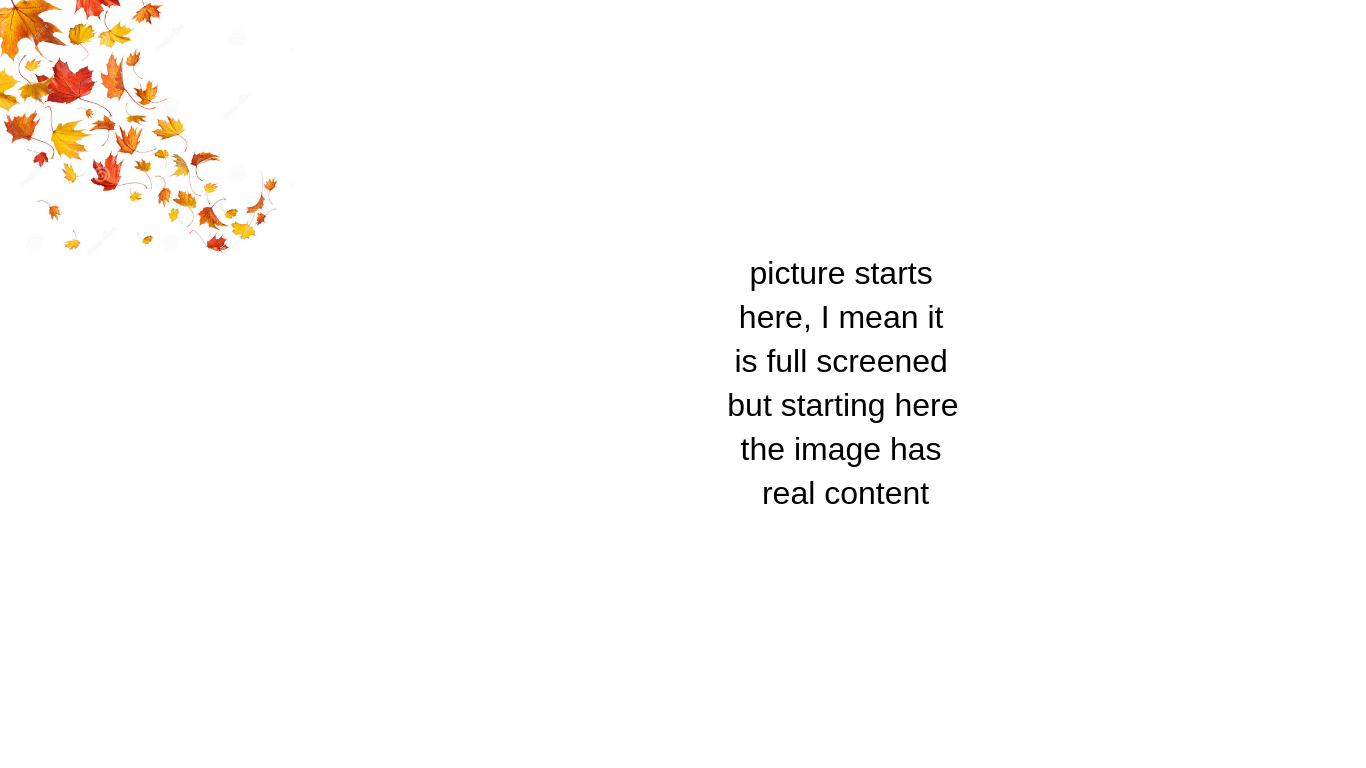 picture starts
here, I mean it
is full screened
but starting here
the image has
real content